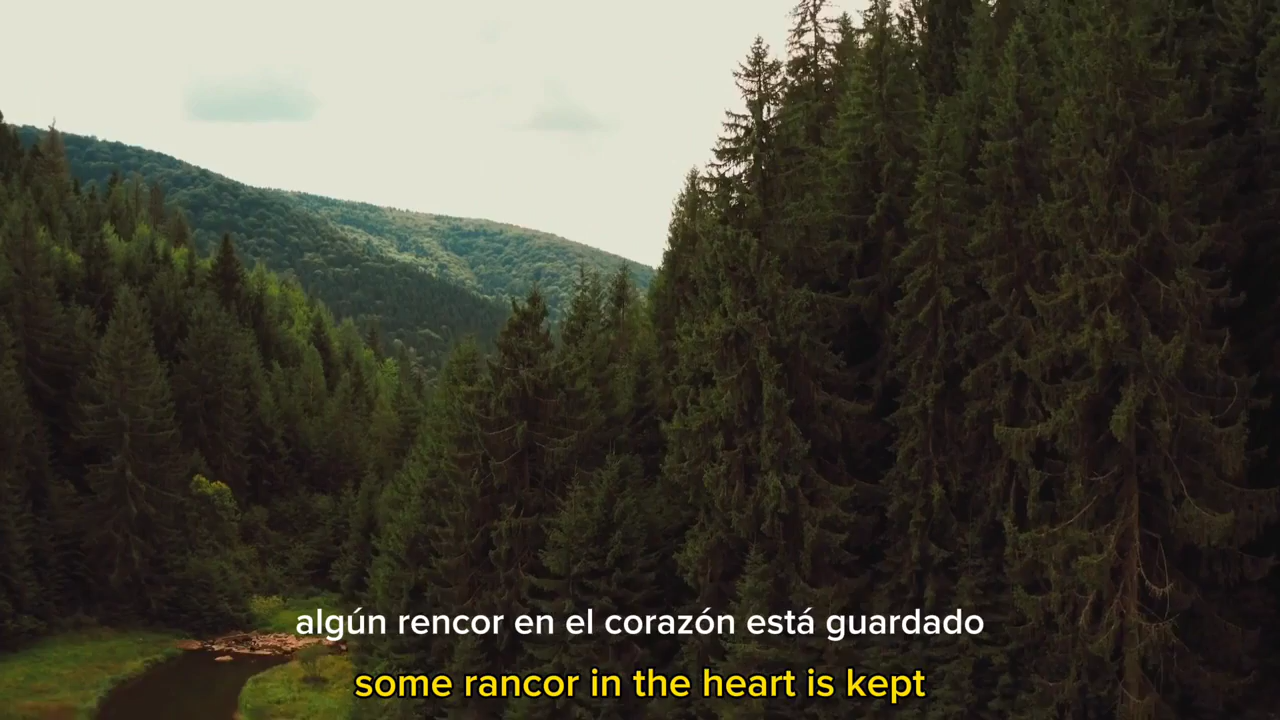 algún rencor en el corazón está guardado
some rancor in the heart is kept